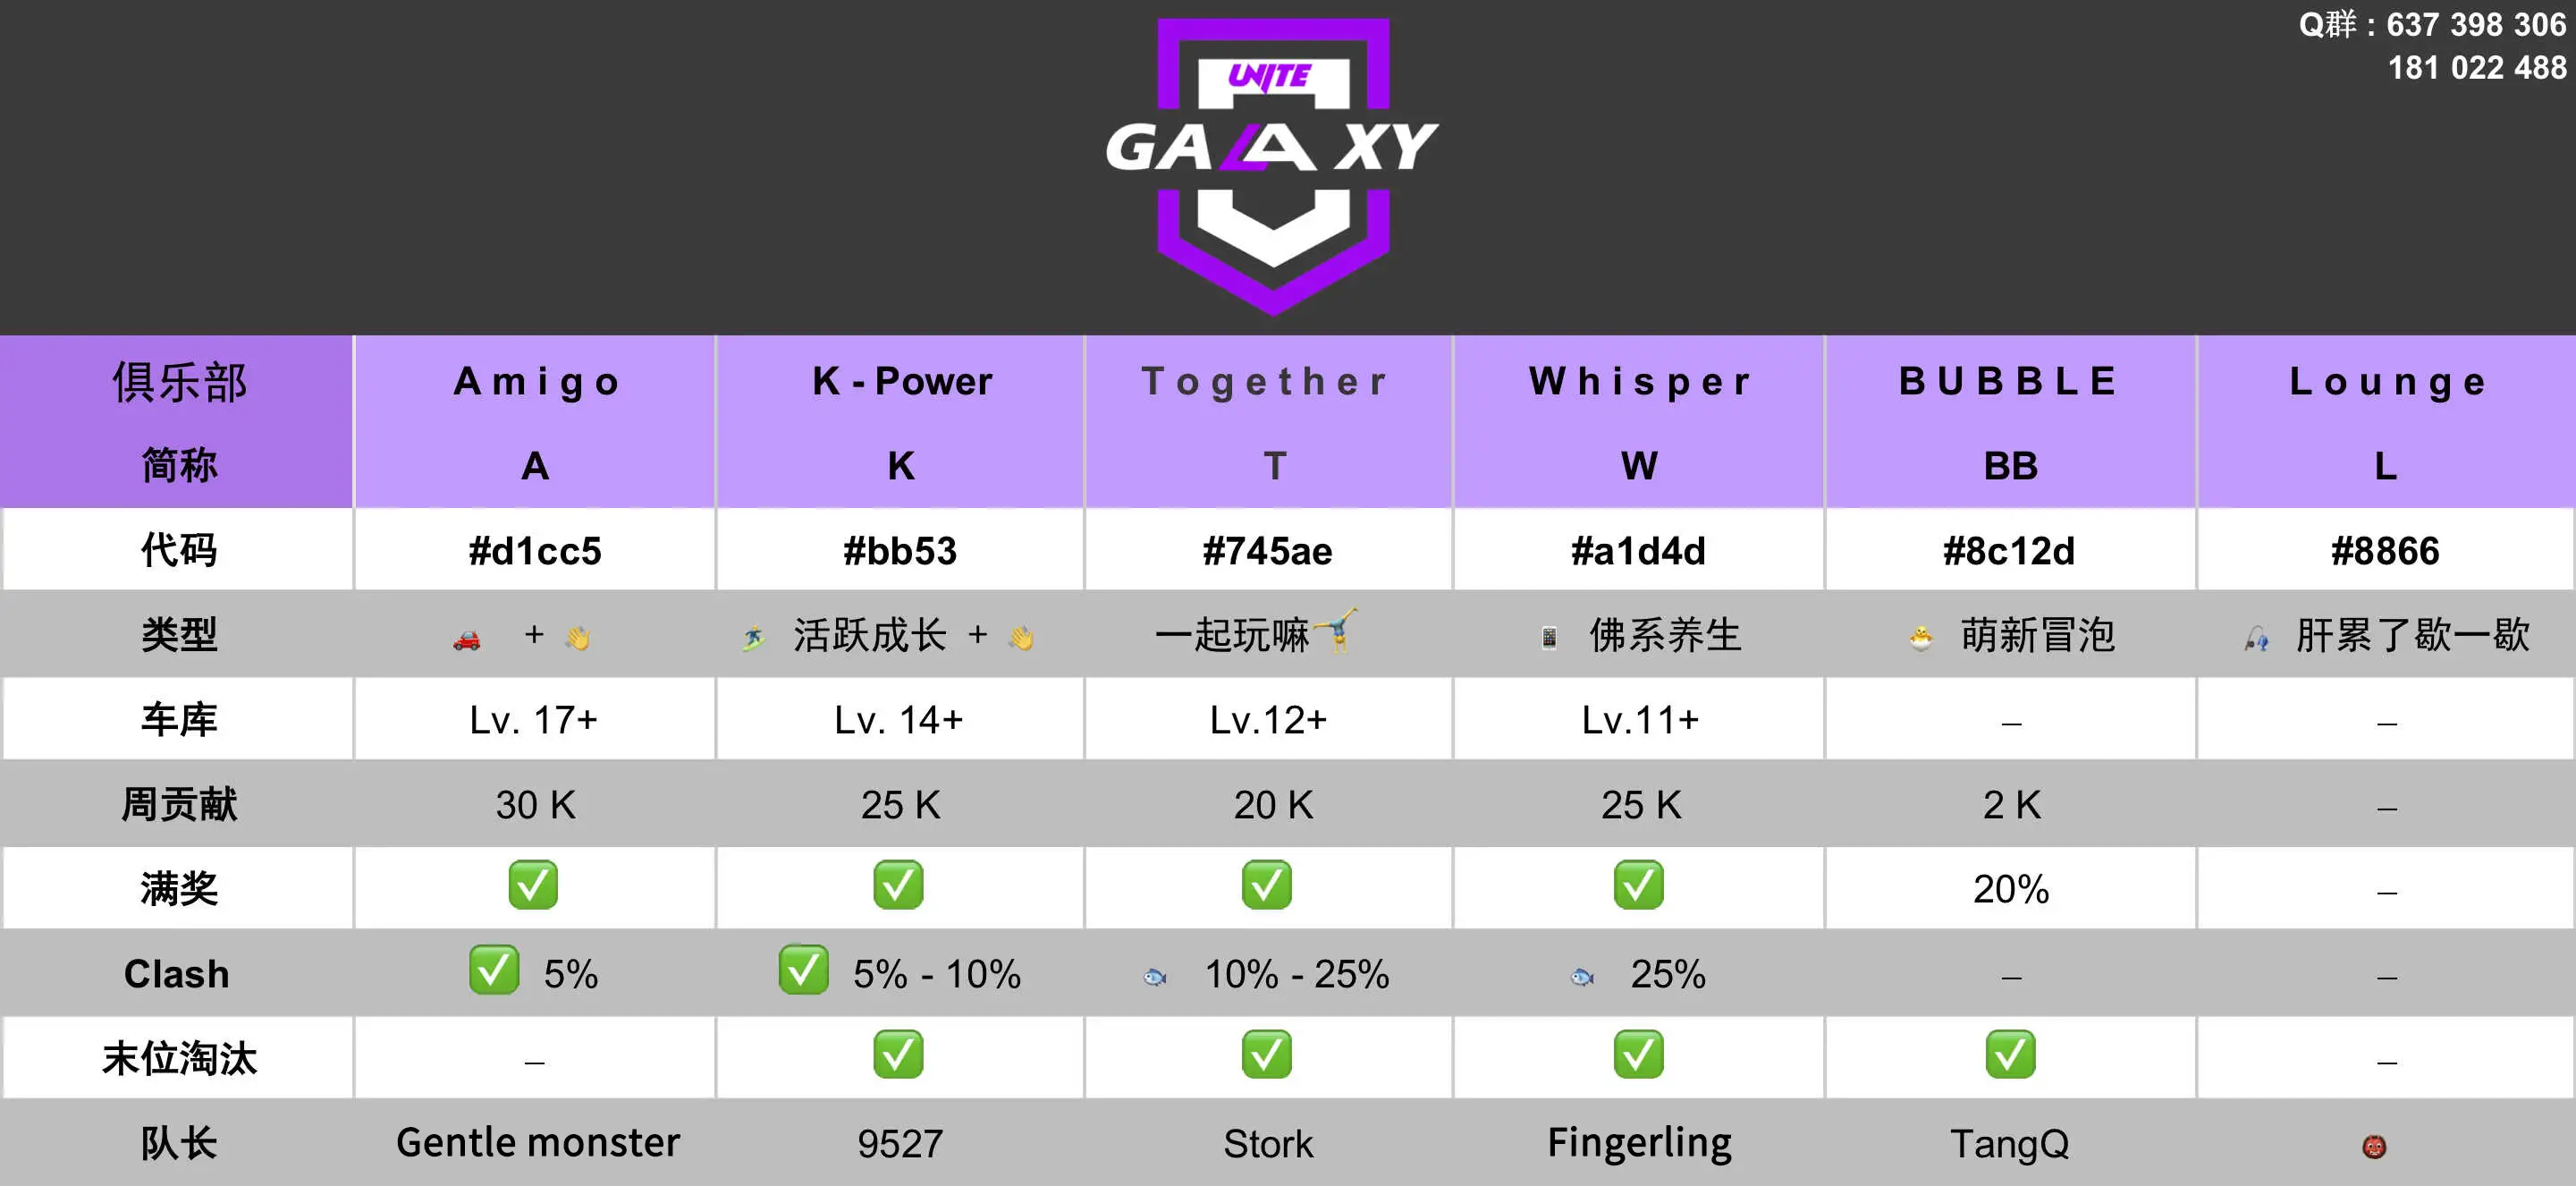 Q群：637 398 306
181 022 488
UNITE
GALAXY
俱乐部 Amigo K - Power Together Whisper BUBBLE Lounge
简称 A K T W BB L
代码 #d1cc5 #bb53 #745ae #a1d4d #8c12d #8866
类型 🚗 + 👋 🏄 活跃成长 + 👋 一起玩嘛🤸 📱 佛系养生 🐣 萌新冒泡 🎣 肝累了歇一歇
车库 Lv. 17+ Lv. 14+ Lv.12+ Lv.11+ – –
周贡献 30 K 25 K 20 K 25 K 2 K –
满奖 ✅ ✅ ✅ ✅ 20% –
Clash ✅ 5% ✅ 5% - 10% 🐟 10% - 25% 🐟 25% – –
末位淘汰 – ✅ ✅ ✅ ✅ –
队长 Gentle monster 9527 Stork Fingerling TangQ 👹